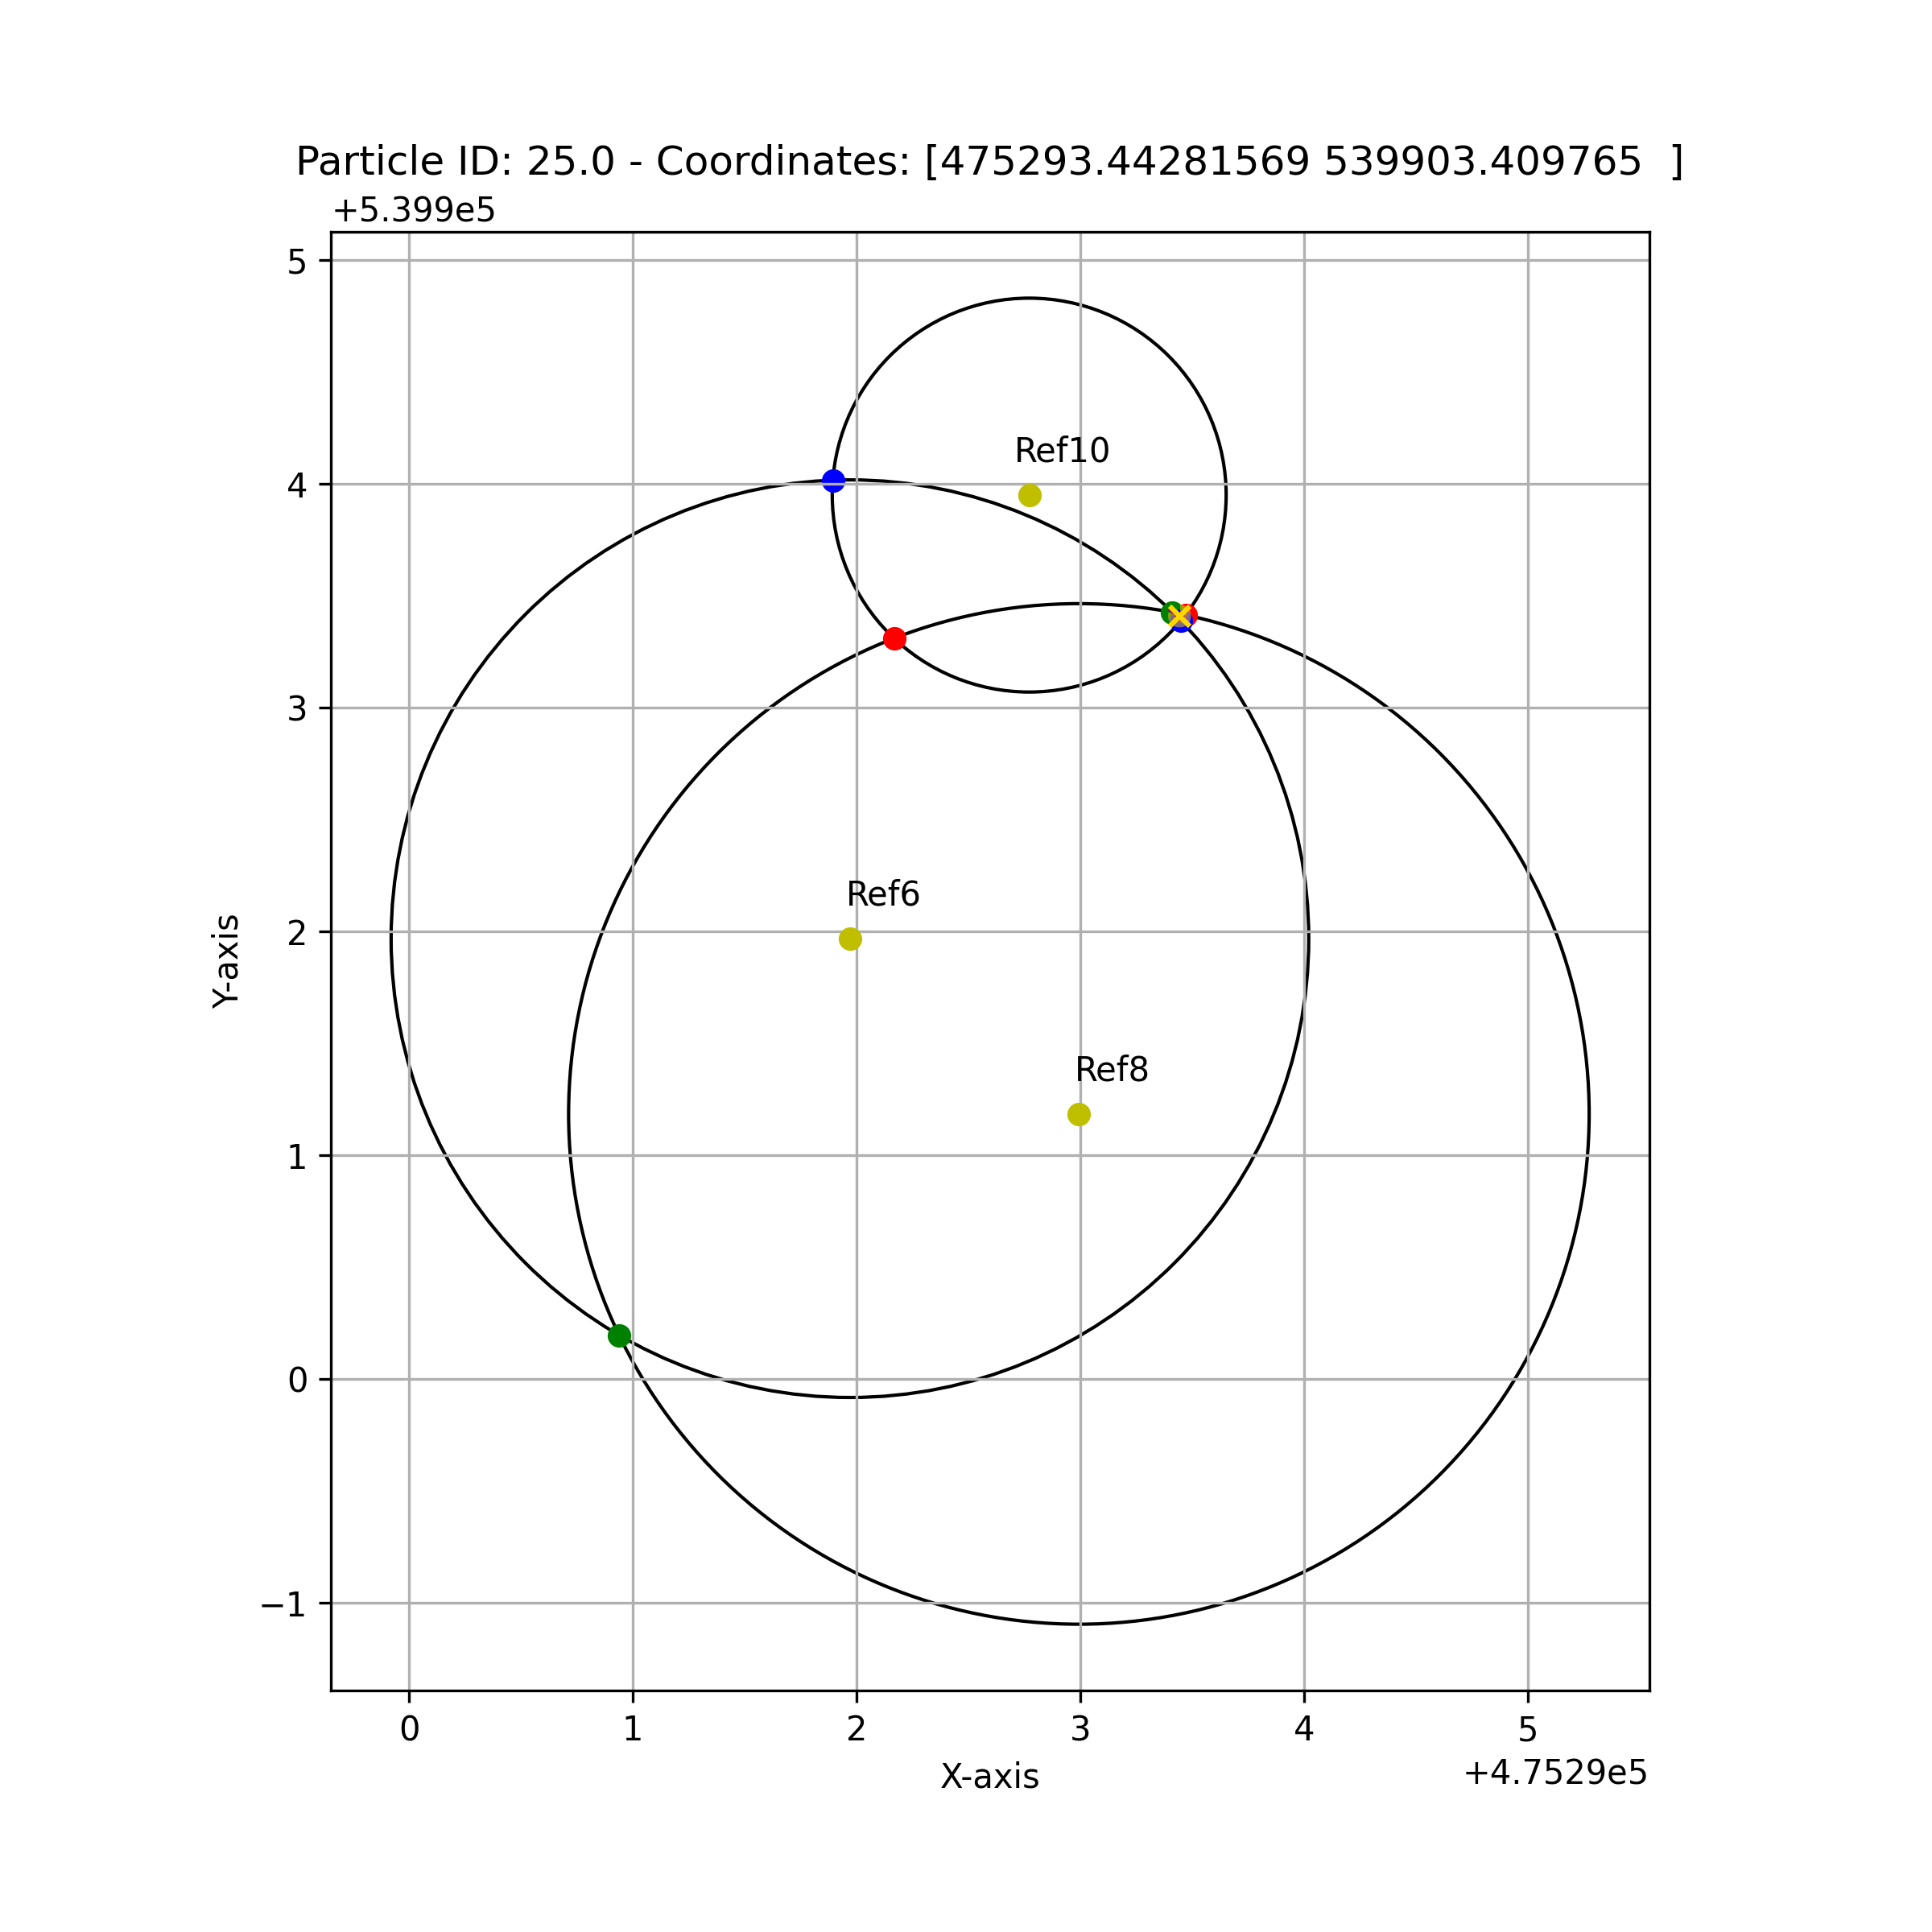 Particle ID: 25.0 - Coordinates: [475293.44281569 539903.409765   ]
+5.399e5
5
Ref10
4
3
Ref6
2
Y-axis
Ref8
1
0
−1
0 1 2 3 4 5
X-axis
+4.7529e5